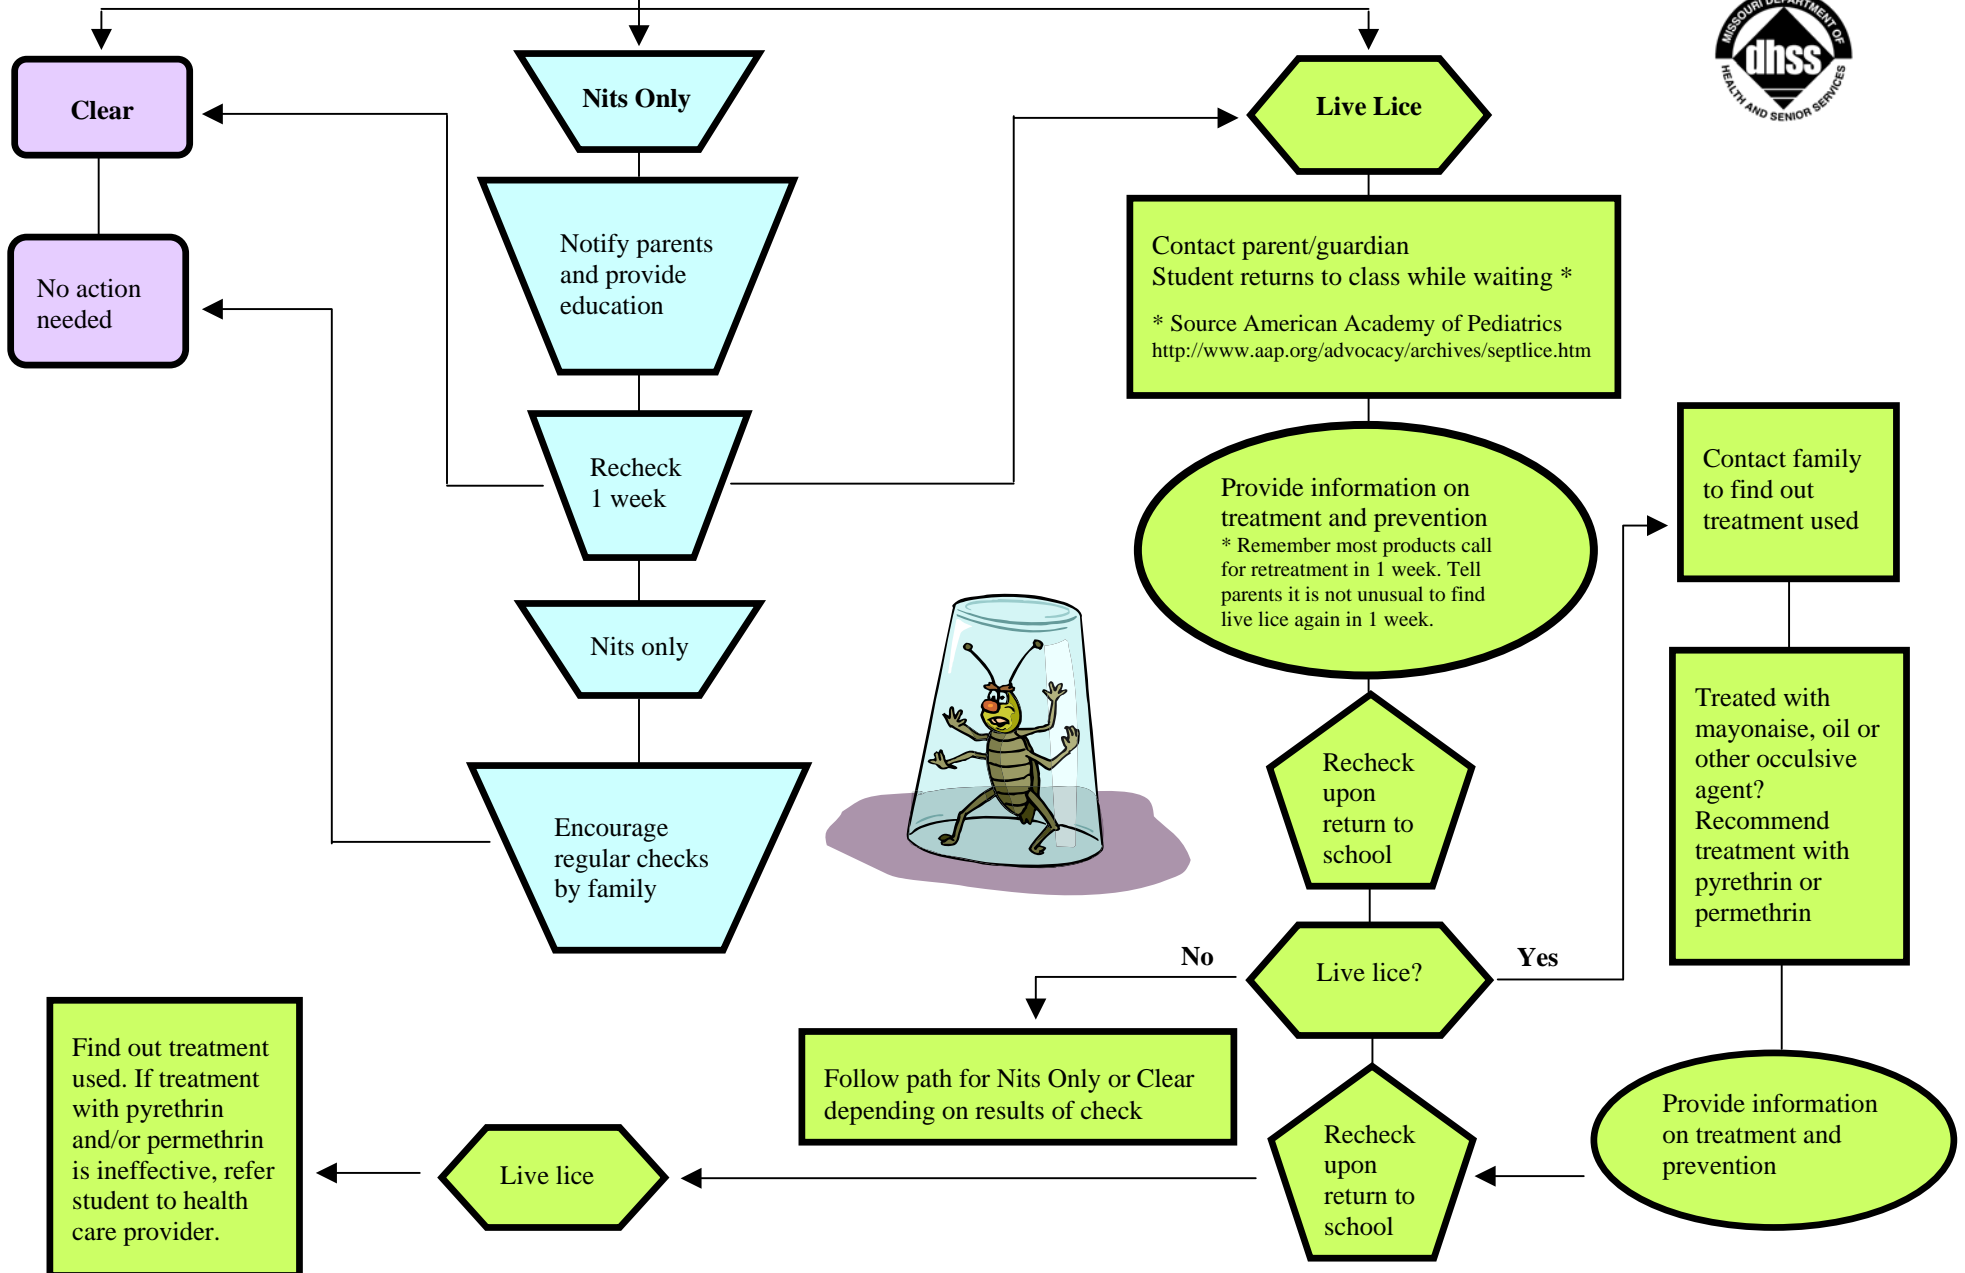 MISSOURI DEPARTMENT OF
dhss
HEALTH AND SENIOR SERVICES
Clear
No action
needed
Nits Only
Notify parents
and provide
education
Recheck
1 week
Nits only
Encourage
regular checks
by family
Live Lice
Contact parent/guardian
Student returns to class while waiting *
* Source American Academy of Pediatrics
http://www.aap.org/advocacy/archives/septlice.htm
Provide information on
treatment and prevention
* Remember most products call
for retreatment in 1 week. Tell
parents it is not unusual to find
live lice again in 1 week.
Recheck
upon
return to
school
Live lice?
No
Yes
Follow path for Nits Only or Clear
depending on results of check
Contact family
to find out
treatment used
Treated with
mayonaise, oil or
other occulsive
agent?
Recommend
treatment with
pyrethrin or
permethrin
Provide information
on treatment and
prevention
Recheck
upon
return to
school
Live lice
Find out treatment
used. If treatment
with pyrethrin
and/or permethrin
is ineffective, refer
student to health
care provider.